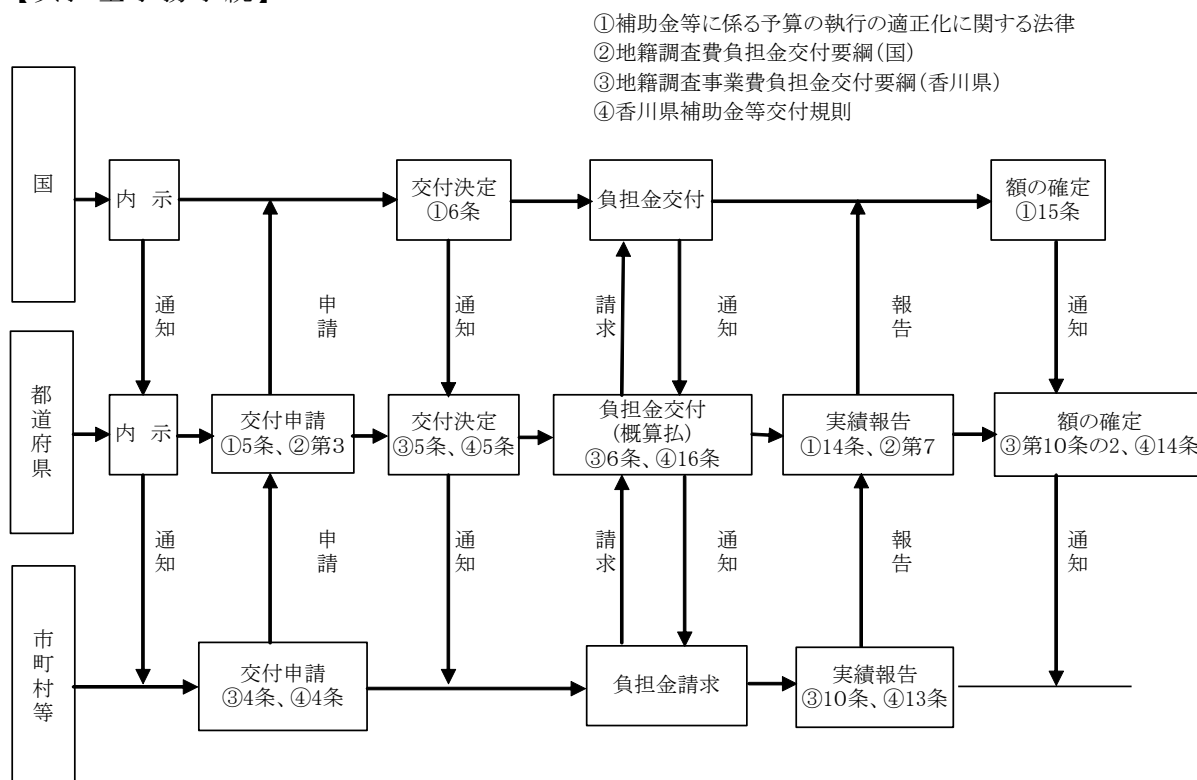 ①補助金等に係る予算の執行の適正化に関する法律
②地籍調査費負担金交付要綱(国)
③地籍調査事業費負担金交付要綱(香川県)
④香川県補助金等交付規則
国
内 示
交付決定
①6条
負担金交付
額の確定
①15条
通知
申請
通知
請求
通知
報告
通知
都道府県
内 示
交付申請
①5条、②第3
交付決定
③5条、④5条
負担金交付
(概算払)
③6条、④16条
実績報告
①14条、②第7
額の確定
③第10条の2、④14条
通知
申請
通知
請求
通知
報告
通知
市町村等
交付申請
③4条、④4条
負担金請求
実績報告
③10条、④13条